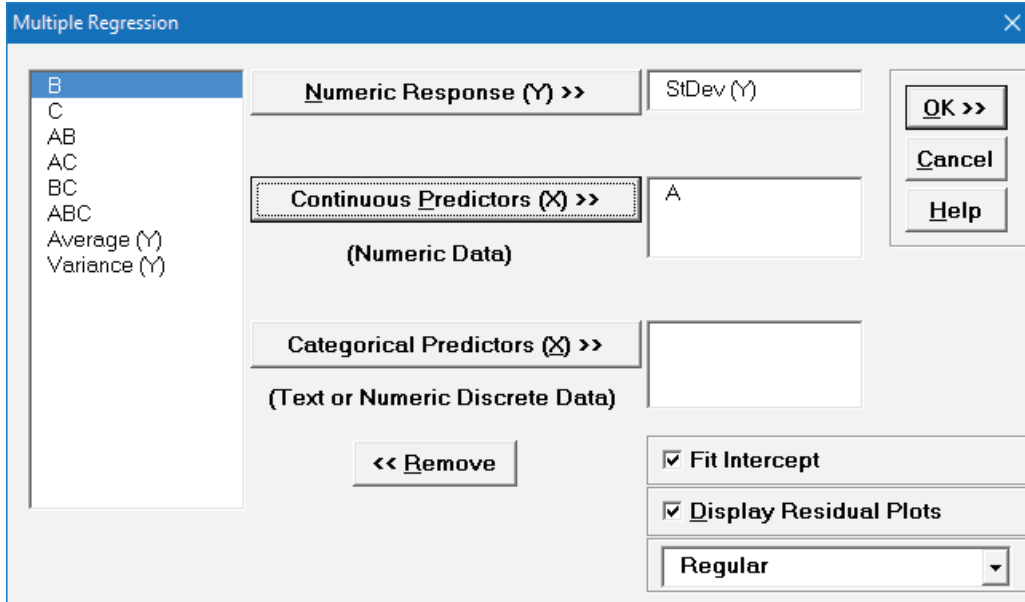 Multiple Regression
B
C
AB
AC
BC
ABC
Average (Y)
Variance (Y)
Numeric Response (Y) >>
StDev (Y)
Continuous Predictors (X) >>
A
(Numeric Data)
Categorical Predictors (X) >>
(Text or Numeric Discrete Data)
<< Remove
OK >>
Cancel
Help
Fit Intercept
Display Residual Plots
Regular